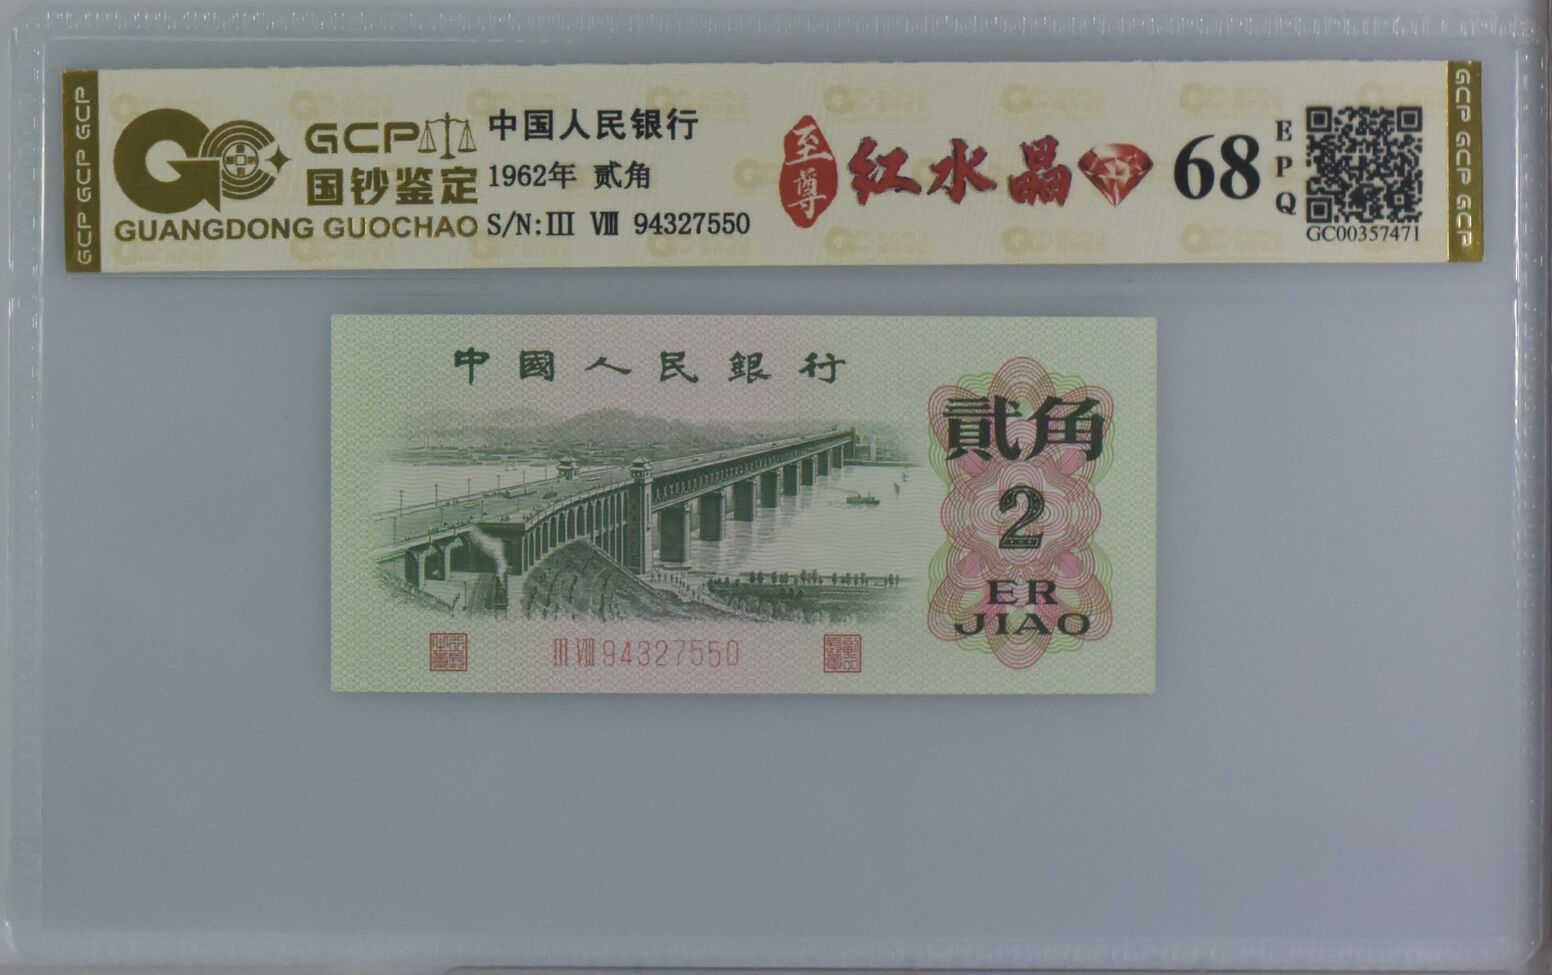 GCP GCP GCP
GCP
国钞鉴定
GUANGDONG GUOCHAO
中国人民银行
1962年 贰角
S/N:III VIII 94327550
至尊
红水晶
68
EPQ
GC00357471
GCP GCP GCP
中國人民銀行
貳角
2
ER
JIAO
III VIII 94327550